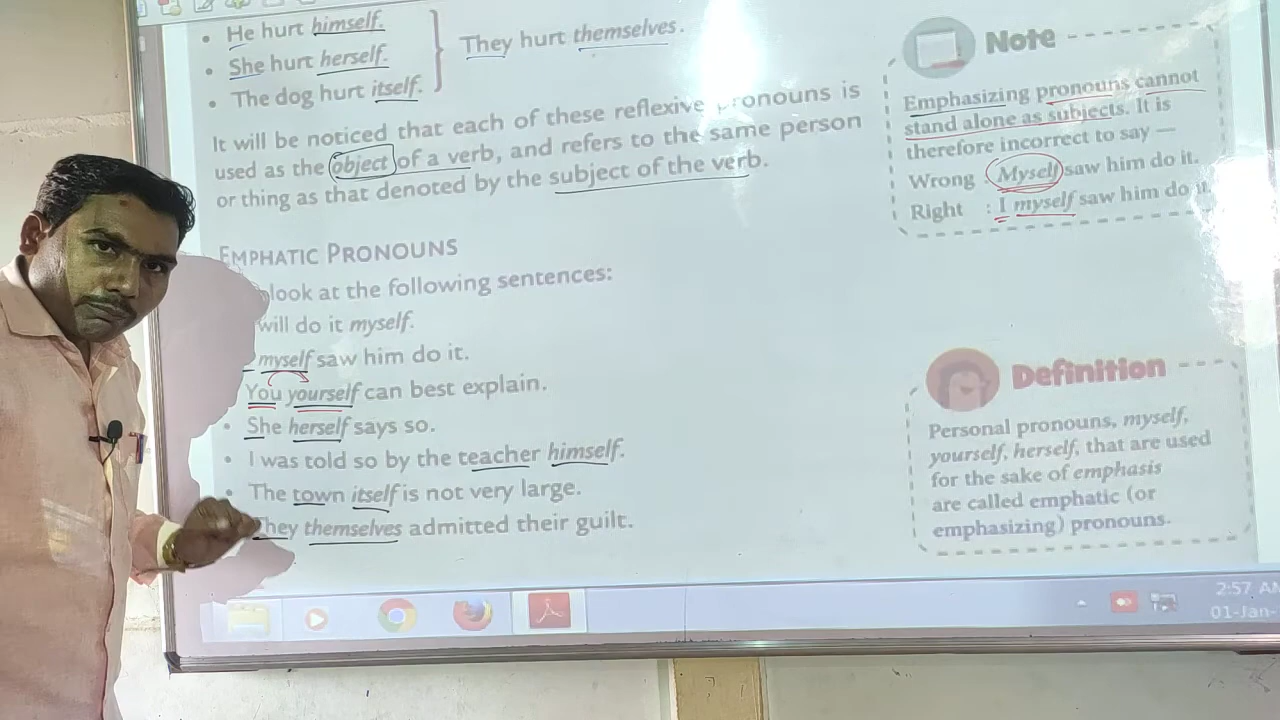 • He hurt himself.
• She hurt herself.
• The dog hurt itself.
They hurt themselves.
It will be noticed that each of these reflexive pronouns is
used as the object of a verb, and refers to the same person
or thing as that denoted by the subject of the verb.
EMPHATIC PRONOUNS
look at the following sentences:
will do it myself.
myself saw him do it.
You yourself can best explain.
• She herself says so.
• I was told so by the teacher himself.
• The town itself is not very large.
They themselves admitted their guilt.
Note
Emphasizing pronouns cannot
stand alone as subjects. It is
therefore incorrect to say —
Wrong : Myself saw him do it.
Right : I myself saw him do
Definition
Personal pronouns, myself,
yourself, herself, that are used
for the sake of emphasis
are called emphatic (or
emphasizing) pronouns.
2:57 AM
01-Jan-